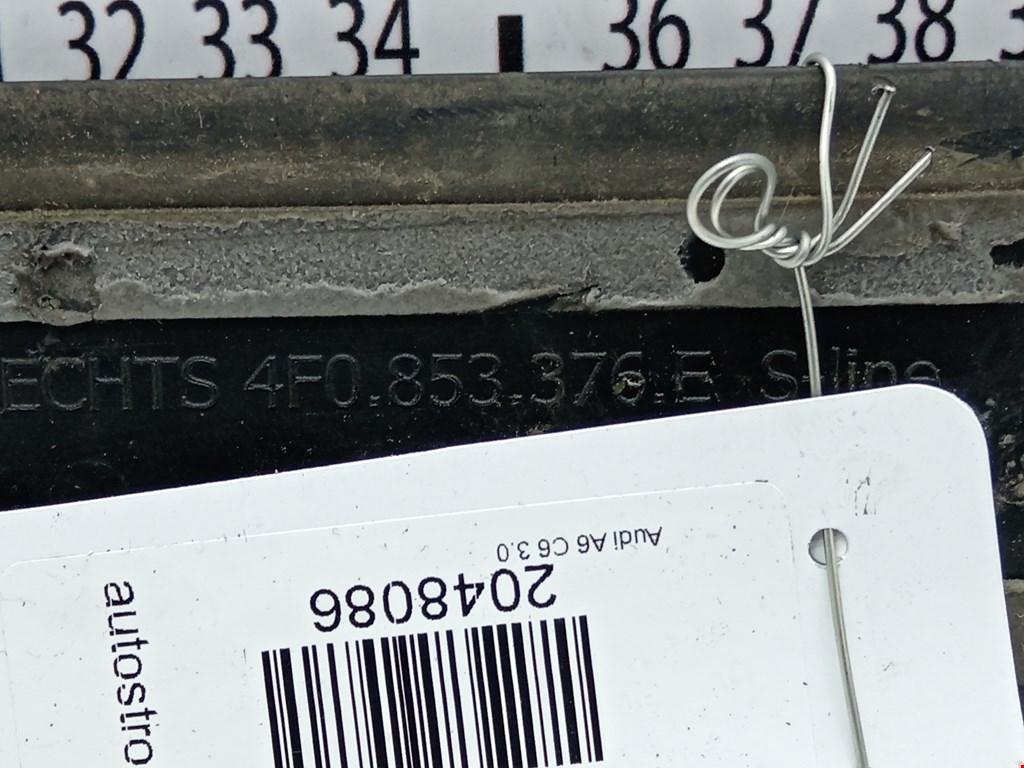 32 33 34 36 37 38
ECHTS 4F0.853.376.E S-line
Audi A6 C6 3.0
2048086
autostro